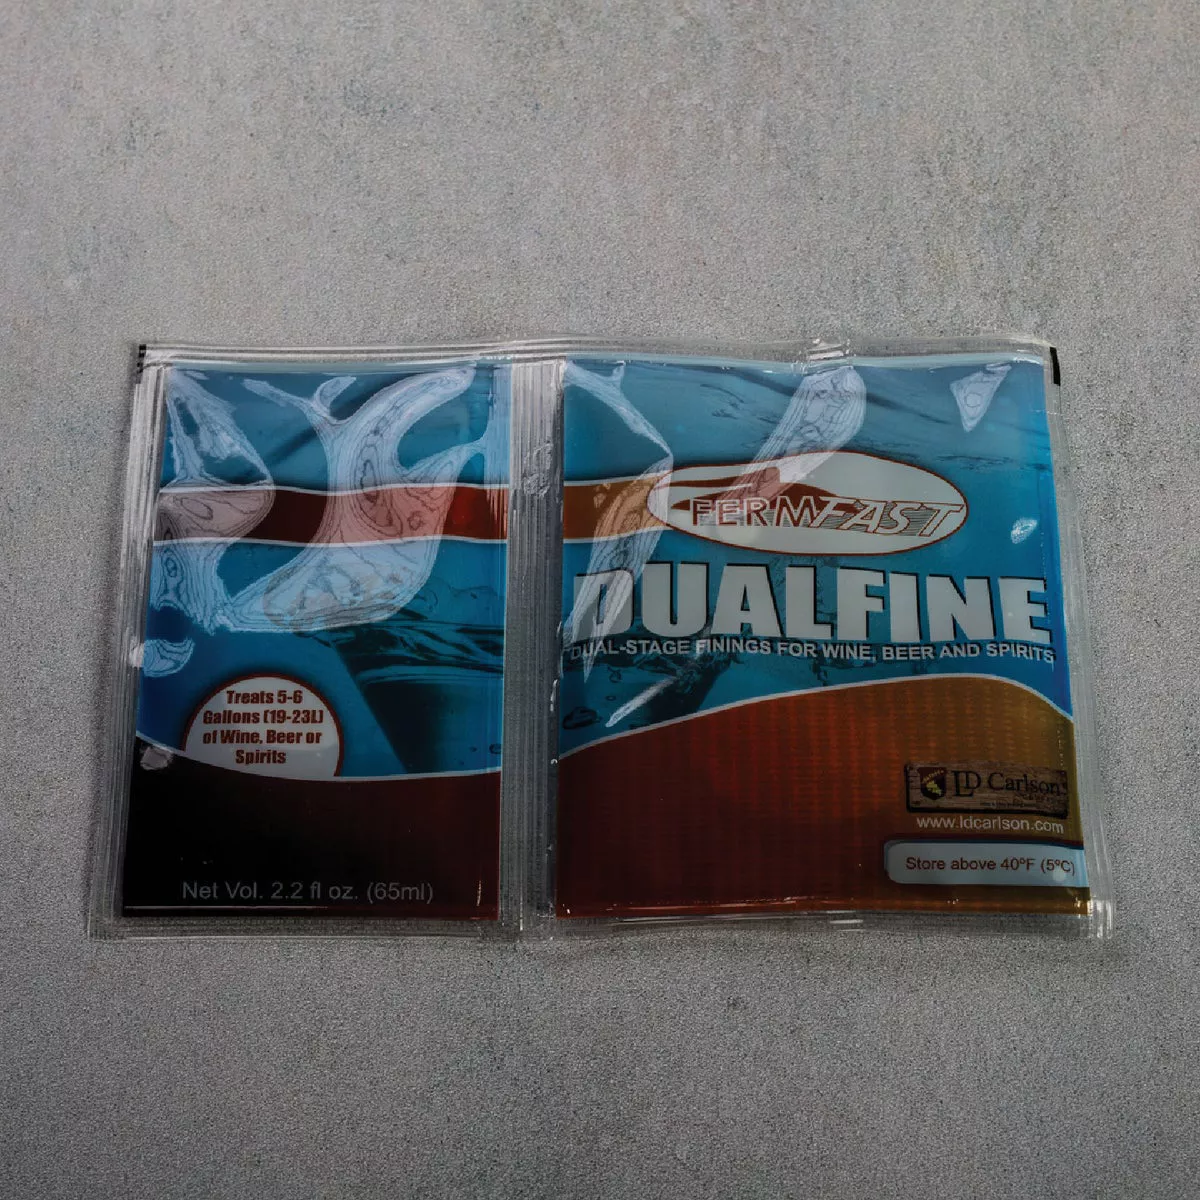 FERMFAST
DUALFINE
DUAL-STAGE FININGS FOR WINE, BEER AND SPIRITS
Treats 5-6
Gallons (19-23L)
of Wine, Beer or
Spirits
LD Carlson
www.ldcarlson.com
Store above 40°F (5°C)
Net Vol. 2.2 fl oz. (65ml)